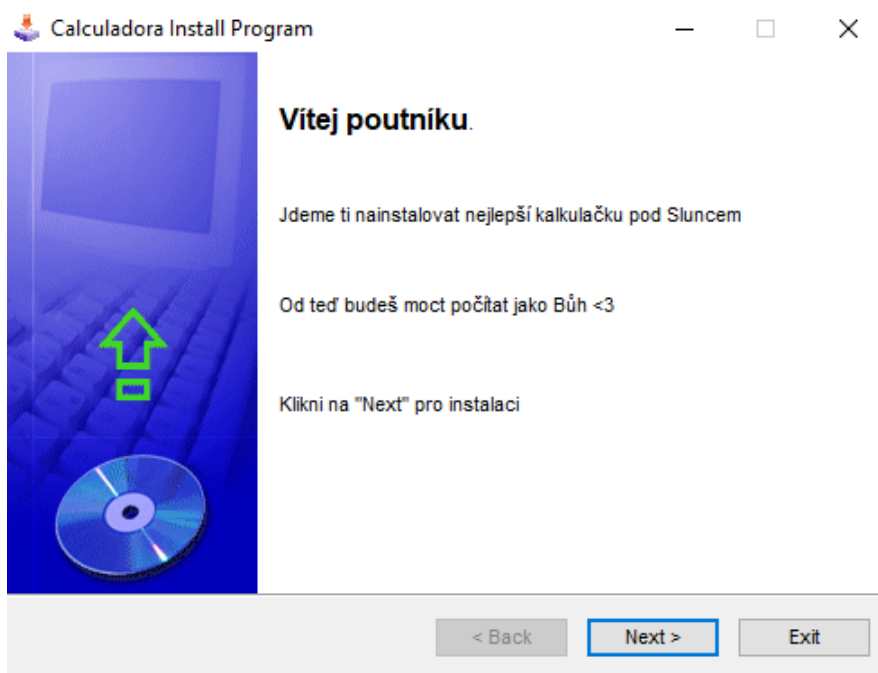 Calculadora Install Program
Vítej poutníku.
Jdeme ti nainstalovat nejlepší kalkulačku pod Sluncem
Od teď budeš moct počítat jako Bůh <3
Klikni na "Next" pro instalaci
< Back
Next >
Exit